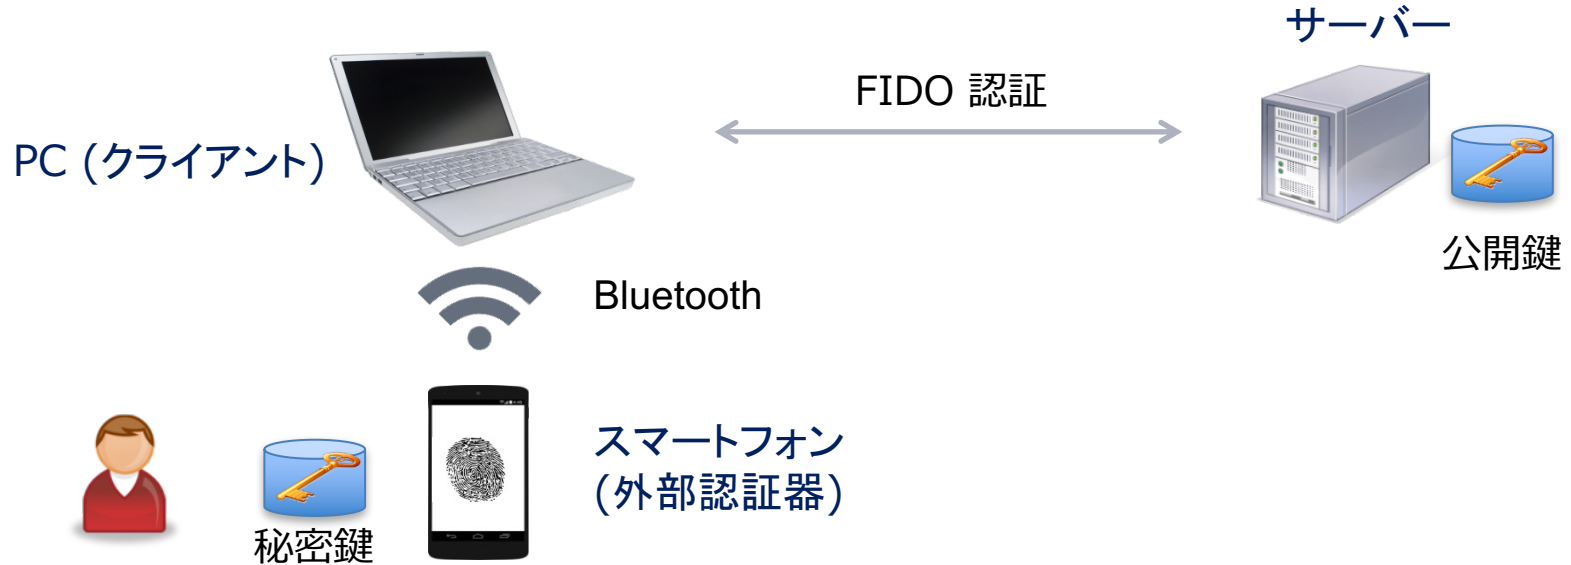 サーバー
FIDO 認証
PC (クライアント)
公開鍵
Bluetooth
スマートフォン
(外部認証器)
秘密鍵